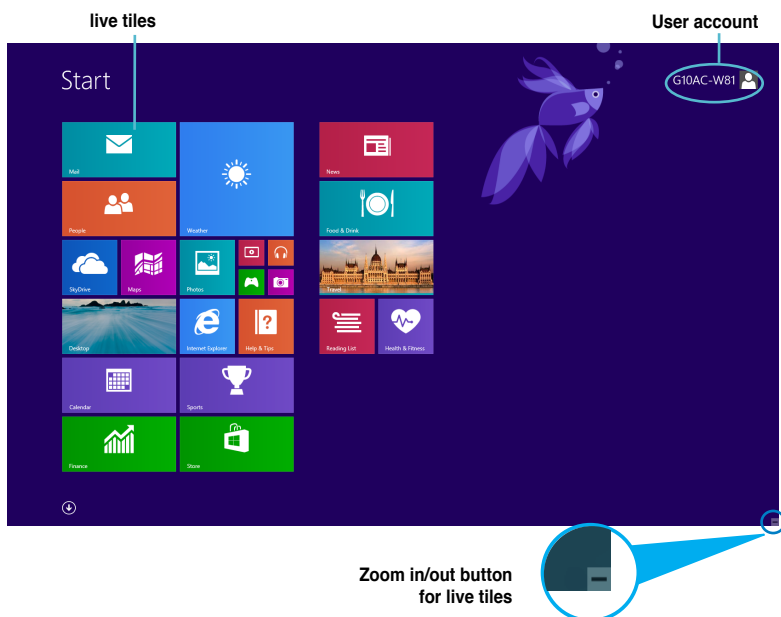 live tiles
User account
Start
G10AC-W81
Mail
Weather
News
People
Food & Drink
SkyDrive
Maps
Photos
Travel
Desktop
Internet Explorer
Help & Tips
Reading List
Health & Fitness
Calendar
Sports
Finance
Store
Zoom in/out button
for live tiles